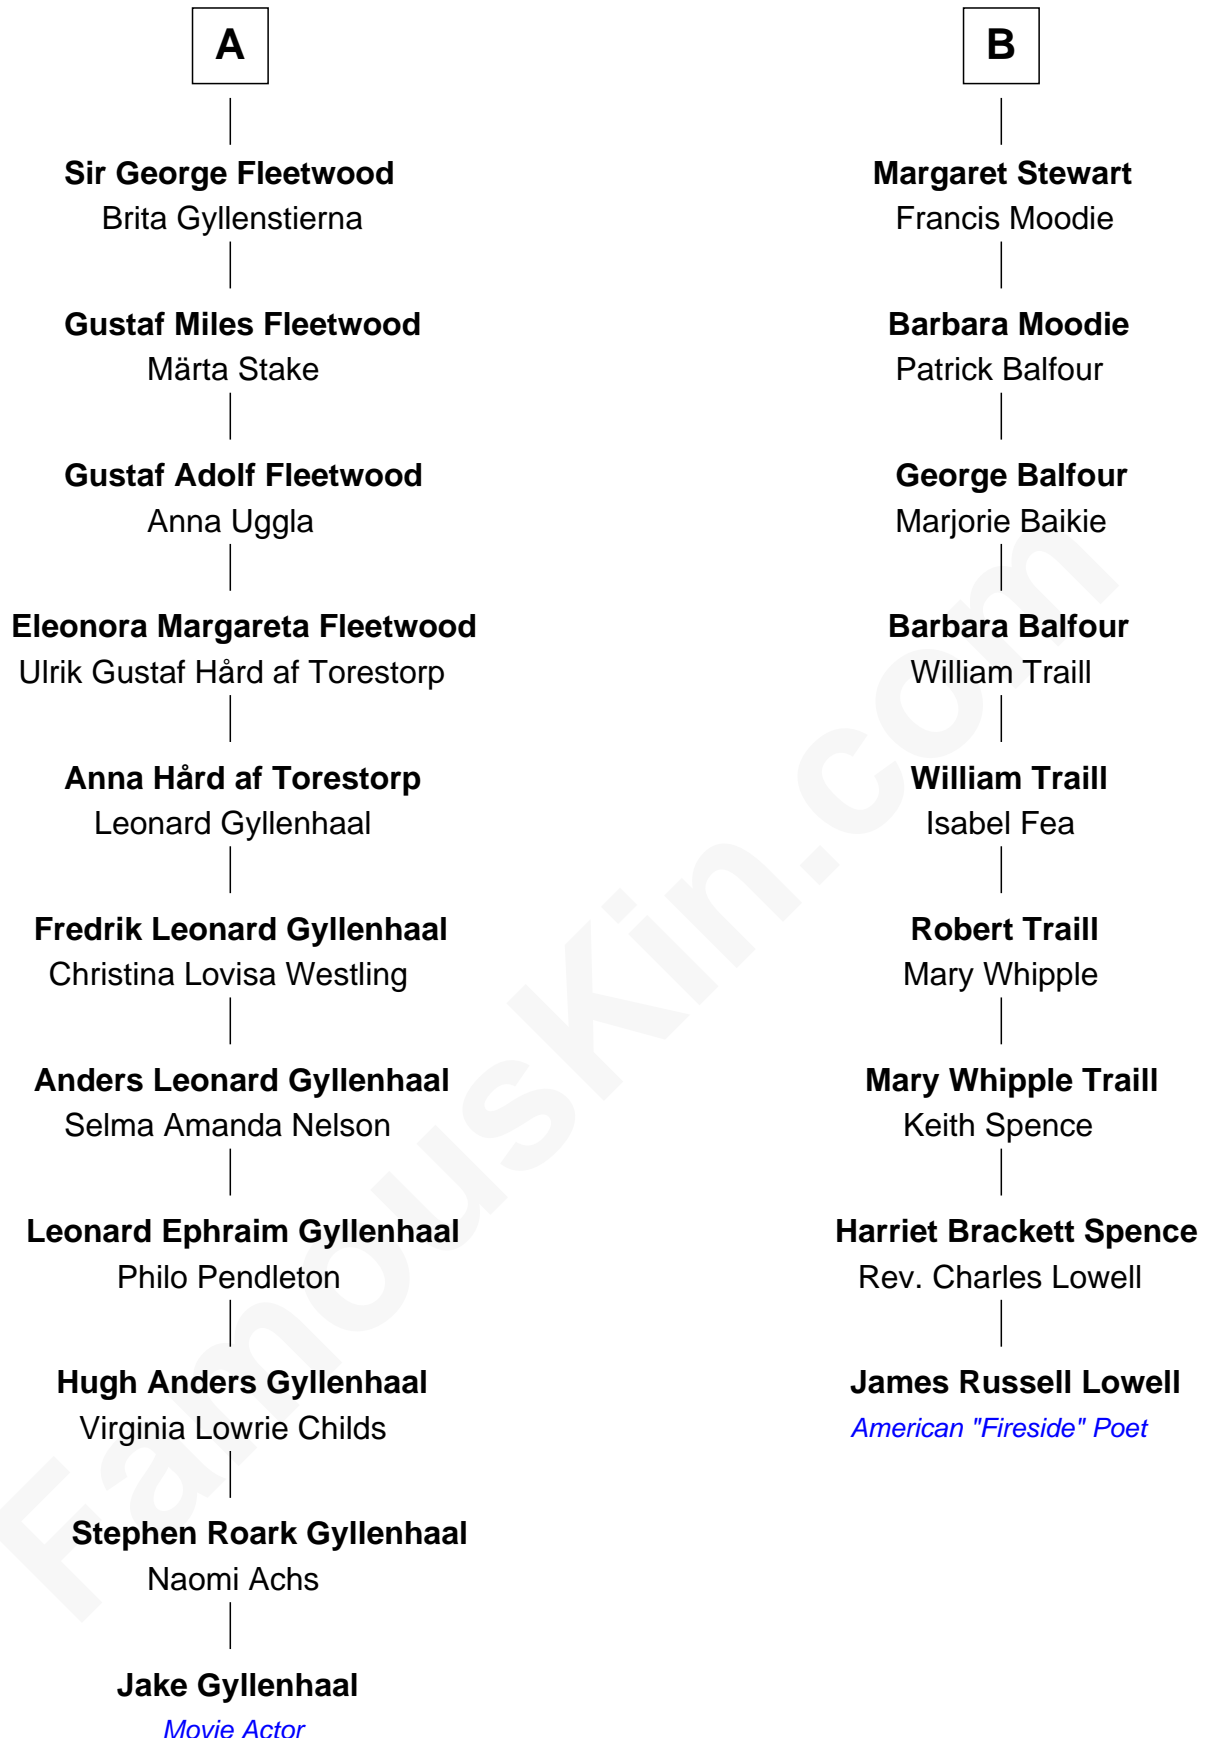 A
Sir George Fleetwood
Brita Gyllenstierna
Gustaf Miles Fleetwood
Märta Stake
Gustaf Adolf Fleetwood
Anna Uggla
Eleonora Margareta Fleetwood
Ulrik Gustaf Hård af Torestorp
Anna Hård af Torestorp
Leonard Gyllenhaal
Fredrik Leonard Gyllenhaal
Christina Lovisa Westling
Anders Leonard Gyllenhaal
Selma Amanda Nelson
Leonard Ephraim Gyllenhaal
Philo Pendleton
Hugh Anders Gyllenhaal
Virginia Lowrie Childs
Stephen Roark Gyllenhaal
Naomi Achs
Jake Gyllenhaal
Movie Actor
B
Margaret Stewart
Francis Moodie
Barbara Moodie
Patrick Balfour
George Balfour
Marjorie Baikie
Barbara Balfour
William Traill
William Traill
Isabel Fea
Robert Traill
Mary Whipple
Mary Whipple Traill
Keith Spence
Harriet Brackett Spence
Rev. Charles Lowell
James Russell Lowell
American "Fireside" Poet
FamousKin.com